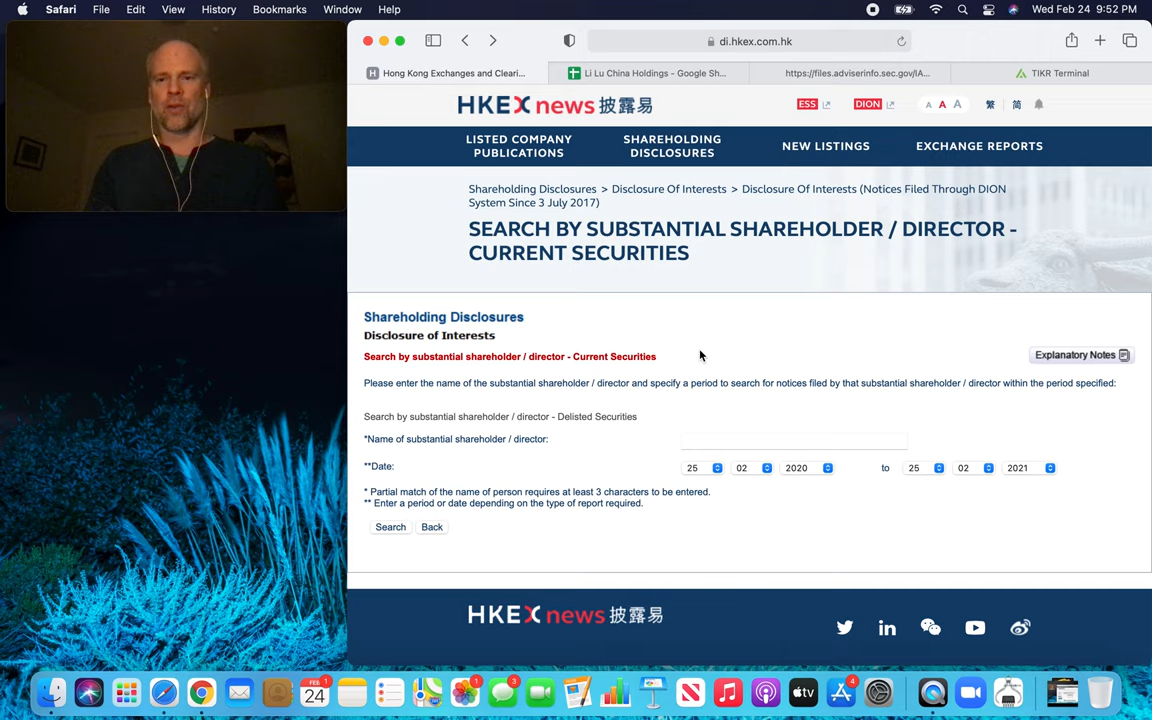 Safari File Edit View History Bookmarks Window Help Wed Feb 24 9:52 PM
di.hkex.com.hk
H Hong Kong Exchanges and Cleari...
Li Lu China Holdings - Google Sh...
https://files.adviserinfo.sec.gov/IA...
TIKR Terminal
HKEX news 披露易
ESS DION A A A 繁 简
LISTED COMPANY PUBLICATIONS
SHAREHOLDING DISCLOSURES
NEW LISTINGS
EXCHANGE REPORTS
Shareholding Disclosures > Disclosure Of Interests > Disclosure Of Interests (Notices Filed Through DION
System Since 3 July 2017)
SEARCH BY SUBSTANTIAL SHAREHOLDER / DIRECTOR -
CURRENT SECURITIES
Shareholding Disclosures
Disclosure of Interests
Search by substantial shareholder / director - Current Securities
Explanatory Notes
Please enter the name of the substantial shareholder / director and specify a period to search for notices filed by that substantial shareholder / director within the period specified:
Search by substantial shareholder / director - Delisted Securities
*Name of substantial shareholder / director:
**Date: 25 02 2020 to 25 02 2021
* Partial match of the name of person requires at least 3 characters to be entered.
** Enter a period or date depending on the type of report required.
Search Back
HKEX news 披露易
FEB 1
24
1
3
4
tv